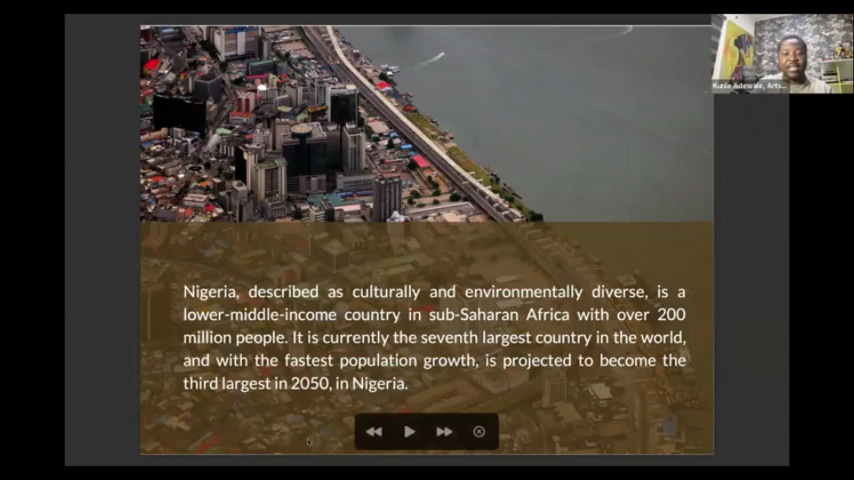 Kunle Adewale, Arts...
Nigeria, described as culturally and environmentally diverse, is a
lower-middle-income country in sub-Saharan Africa with over 200
million people. It is currently the seventh largest country in the world,
and with the fastest population growth, is projected to become the
third largest in 2050, in Nigeria.